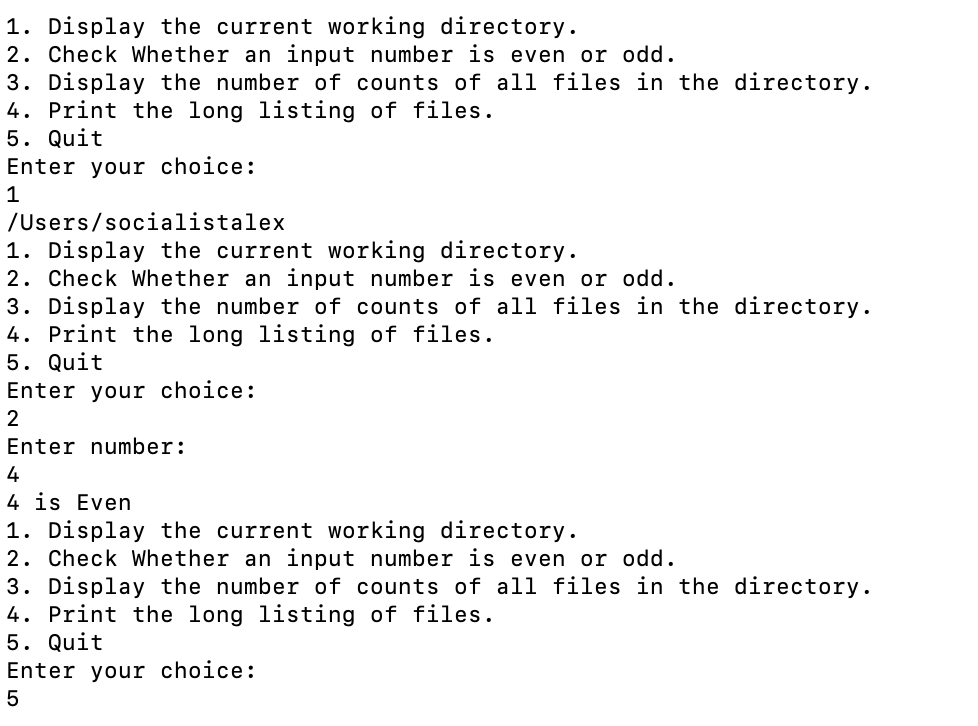 1. Display the current working directory.
2. Check Whether an input number is even or odd.
3. Display the number of counts of all files in the directory.
4. Print the long listing of files.
5. Quit
Enter your choice:
1
/Users/socialistalex
1. Display the current working directory.
2. Check Whether an input number is even or odd.
3. Display the number of counts of all files in the directory.
4. Print the long listing of files.
5. Quit
Enter your choice:
2
Enter number:
4
4 is Even
1. Display the current working directory.
2. Check Whether an input number is even or odd.
3. Display the number of counts of all files in the directory.
4. Print the long listing of files.
5. Quit
Enter your choice:
5